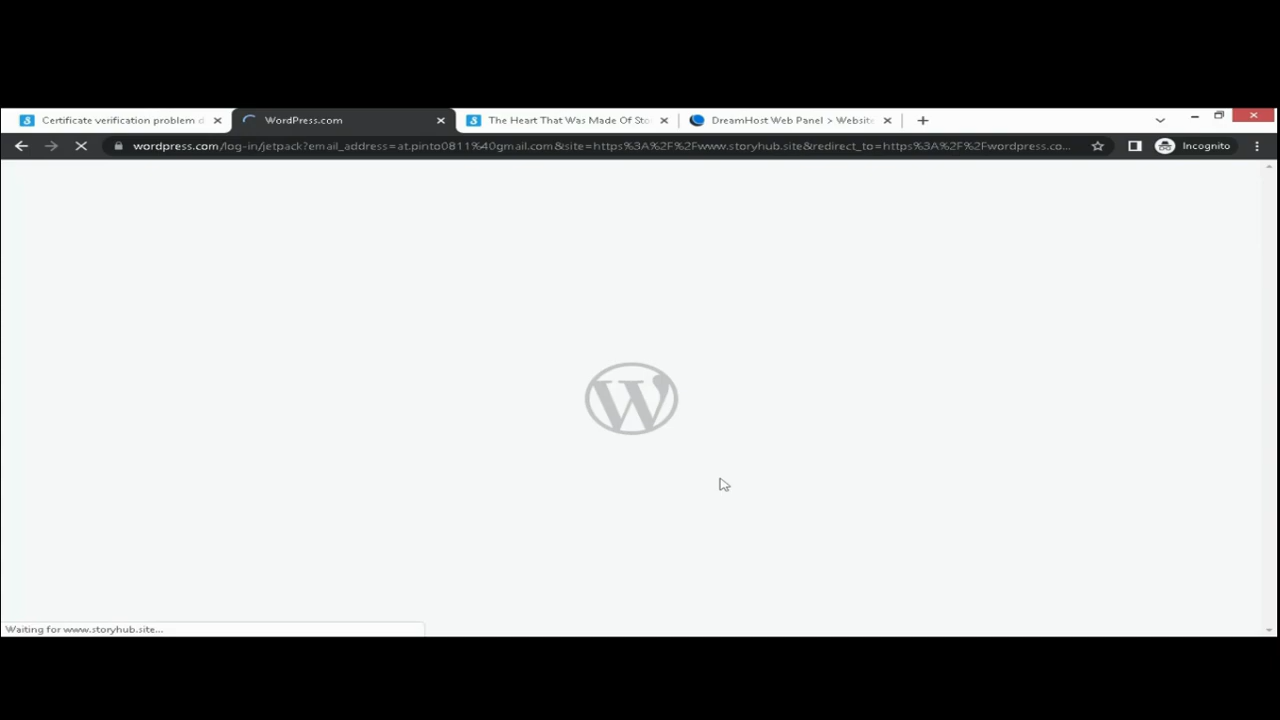 Certificate verification problem d
WordPress.com
The Heart That Was Made Of Sto
DreamHost Web Panel > Website
wordpress.com/log-in/jetpack?email_address=at.pinto0811%40gmail.com&site=https%3A%2F%2Fwww.storyhub.site&redirect_to=https%3A%2F%2Fwordpress.co...
Incognito
W
Waiting for www.storyhub.site...